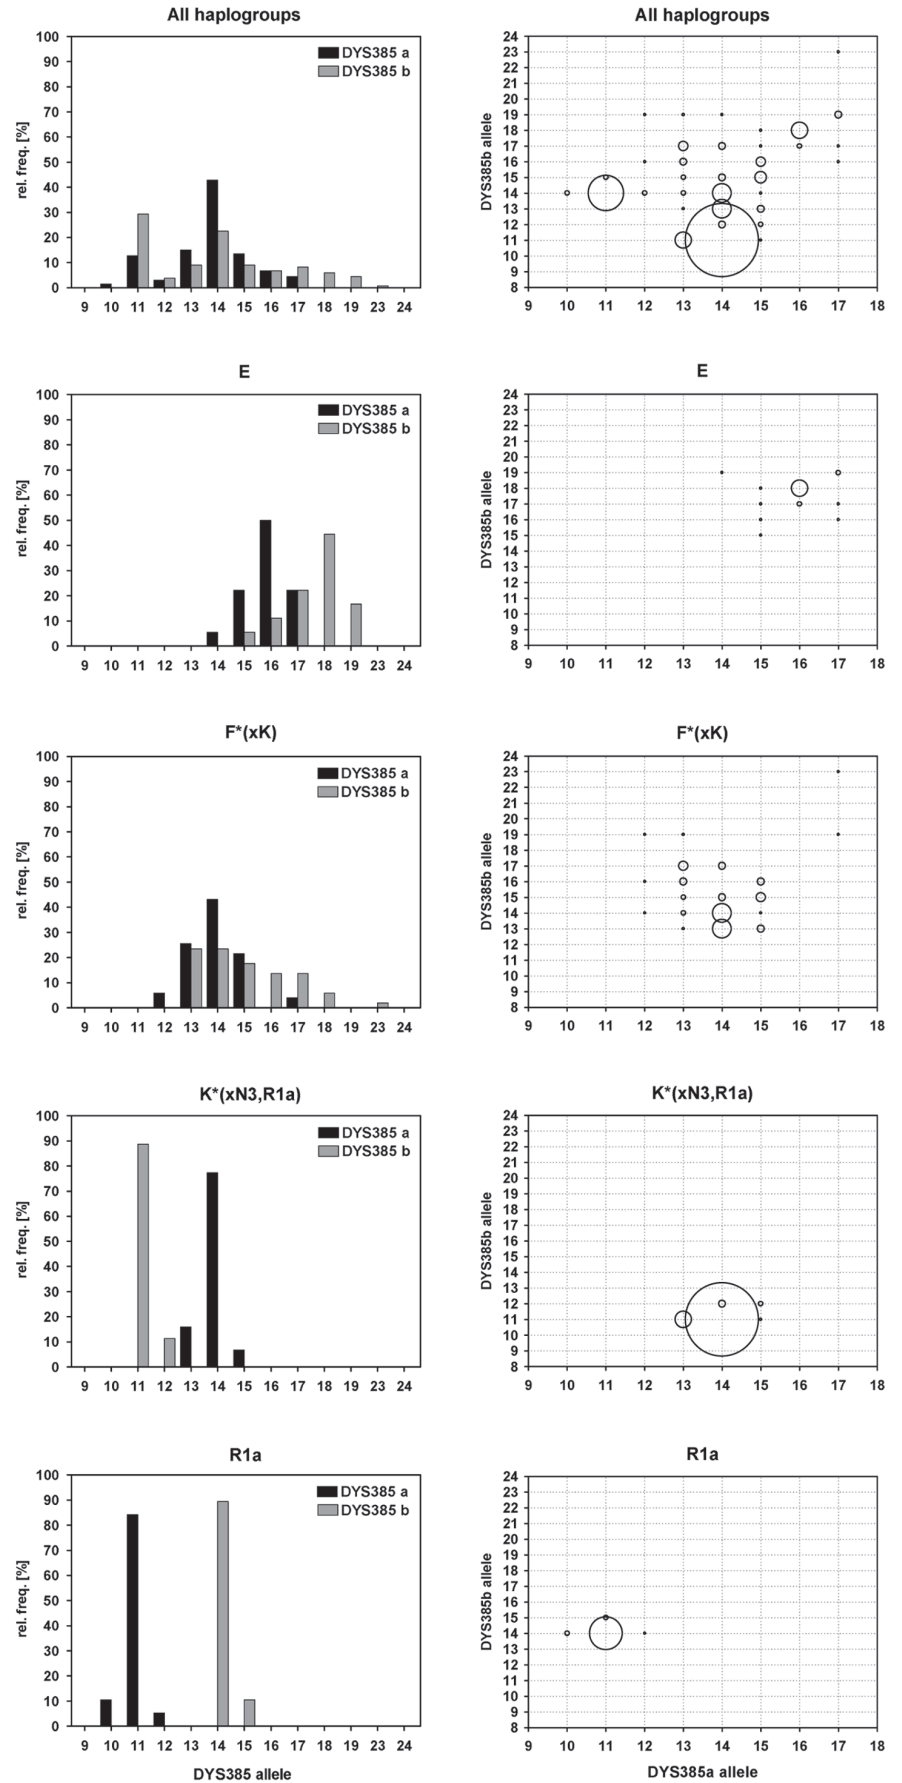 All haplogroups
rel. freq. [%]
100 90 80 70 60 50 40 30 20 10 0
DYS385 a
DYS385 b
9 10 11 12 13 14 15 16 17 18 19 23 24
All haplogroups
DYS385b allele
24 23 22 21 20 19 18 17 16 15 14 13 12 11 10 9 8
9 10 11 12 13 14 15 16 17 18
E
rel. freq. [%]
100 90 80 70 60 50 40 30 20 10 0
DYS385 a
DYS385 b
9 10 11 12 13 14 15 16 17 18 19 23 24
E
DYS385b allele
24 23 22 21 20 19 18 17 16 15 14 13 12 11 10 9 8
9 10 11 12 13 14 15 16 17 18
F*(xK)
rel. freq. [%]
100 90 80 70 60 50 40 30 20 10 0
DYS385 a
DYS385 b
9 10 11 12 13 14 15 16 17 18 19 23 24
F*(xK)
DYS385b allele
24 23 22 21 20 19 18 17 16 15 14 13 12 11 10 9 8
9 10 11 12 13 14 15 16 17 18
K*(xN3,R1a)
rel. freq. [%]
100 90 80 70 60 50 40 30 20 10 0
DYS385 a
DYS385 b
9 10 11 12 13 14 15 16 17 18 19 23 24
K*(xN3,R1a)
DYS385b allele
24 23 22 21 20 19 18 17 16 15 14 13 12 11 10 9 8
9 10 11 12 13 14 15 16 17 18
R1a
rel. freq. [%]
100 90 80 70 60 50 40 30 20 10 0
DYS385 a
DYS385 b
9 10 11 12 13 14 15 16 17 18 19 23 24
DYS385 allele
R1a
DYS385b allele
24 23 22 21 20 19 18 17 16 15 14 13 12 11 10 9 8
9 10 11 12 13 14 15 16 17 18
DYS385a allele